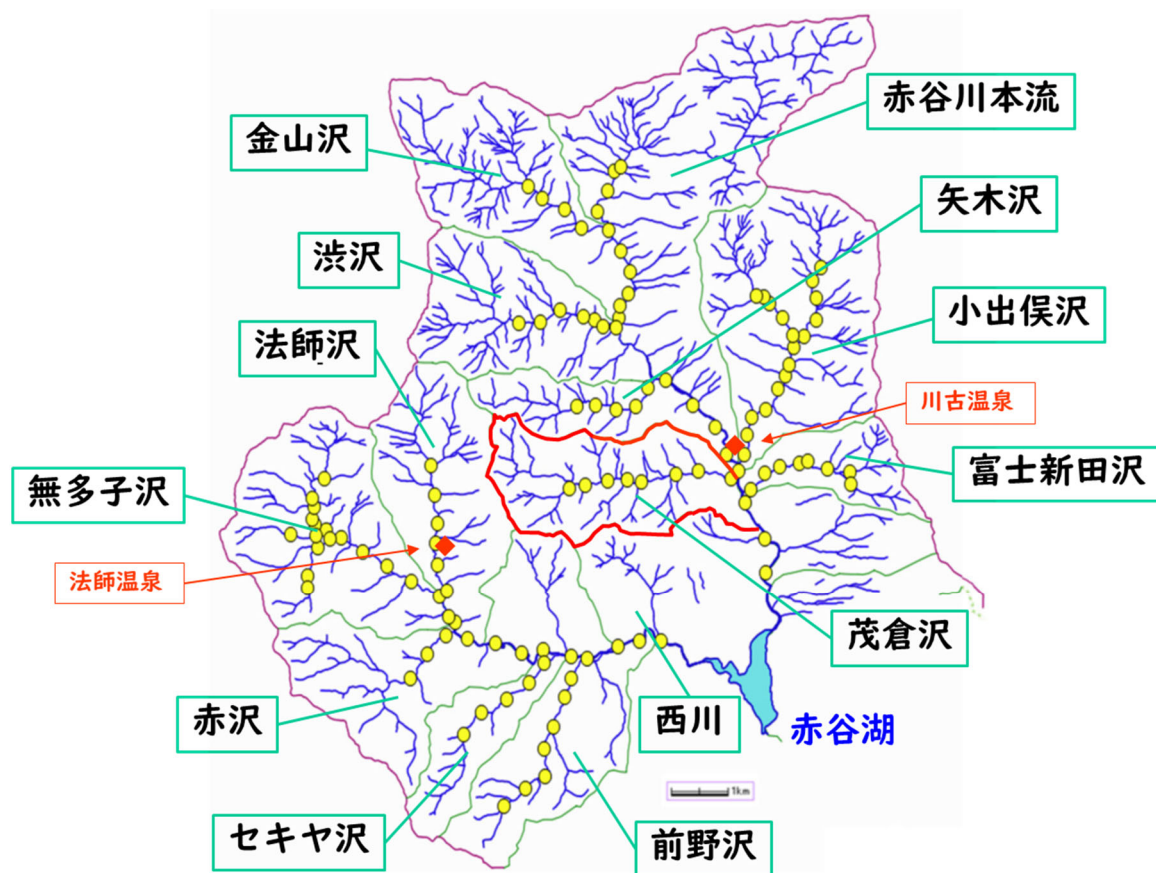 赤谷川本流
金山沢
矢木沢
渋沢
小出俣沢
法師沢
川古温泉
富士新田沢
無多子沢
法師温泉
茂倉沢
赤沢
西川
赤谷湖
1km
セキヤ沢
前野沢